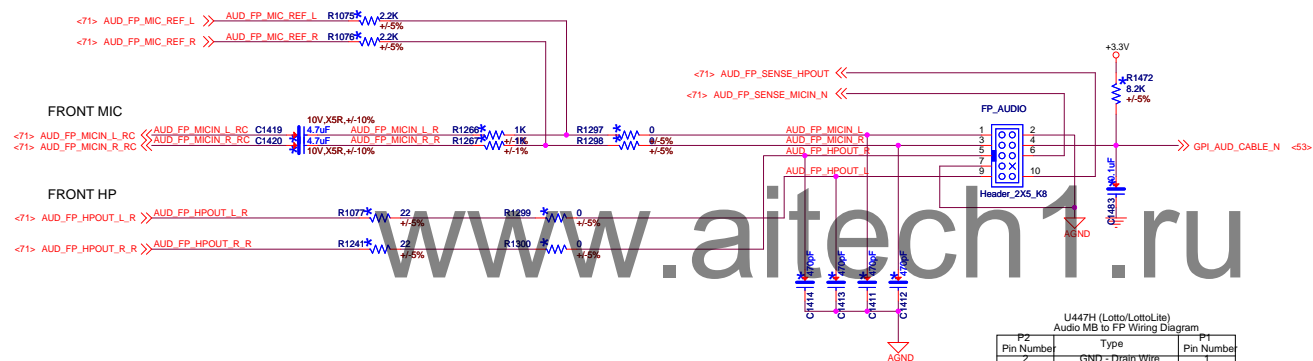 <71> AUD_FP_MIC_REF_L AUD_FP_MIC_REF_L R1075* 2.2K
+/-5%
<71> AUD_FP_MIC_REF_R AUD_FP_MIC_REF_R R1076* 2.2K
+/-5%
+3.3V
<71> AUD_FP_SENSE_HPOUT
<71> AUD_FP_SENSE_MICIN_N
*R1472
8.2K
+/-5%
FRONT MIC
10V,X5R,+/-10%
<71> AUD_FP_MICIN_L_RC AUD_FP_MICIN_L_RC C1419 4.7uF AUD_FP_MICIN_L_R R1266* 1K R1297* 0 AUD_FP_MICIN_L
+/-1% +/-5%
<71> AUD_FP_MICIN_R_RC AUD_FP_MICIN_R_RC C1420 4.7uF AUD_FP_MICIN_R_R R1267* 1K R1298* 0 AUD_FP_MICIN_R
*10V,X5R,+/-10% +/-1% +/-5%
AUD_FP_HPOUT_R
AUD_FP_HPOUT_L
FP_AUDIO
1 2
3 4
5 6
7
9 10
Header_2X5_K8
GPI_AUD_CABLE_N <53>
*0.1uF
C1483
AGND
FRONT HP
<71> AUD_FP_HPOUT_L_R AUD_FP_HPOUT_L_R R1077* 22 R1299* 0
+/-5% +/-5%
<71> AUD_FP_HPOUT_R_R AUD_FP_HPOUT_R_R R1241* 22 R1300* 0
+/-5% +/-5%
www.aitech1.ru
*470pF *470pF *470pF *470pF
C1414 C1413 C1411 C1412
AGND
U447H (Lotto/LottoLite)
Audio MB to FP Wiring Diagram
P2 Type P1
Pin Number Pin Number
2 GND - Drain Wire 1